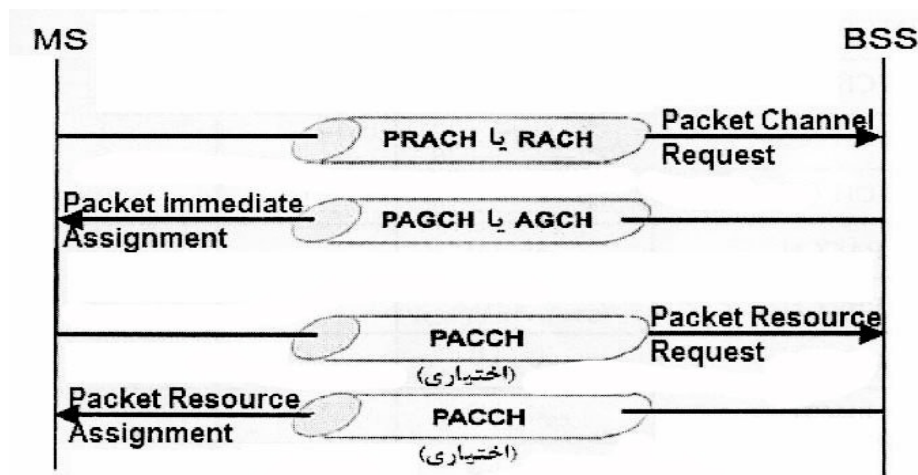 MS
BSS
PRACH یا RACH
Packet Channel
Request
Packet Immediate
Assignment
PAGCH یا AGCH
PACCH
(اختیاری)
Packet Resource
Request
Packet Resource
Assignment
PACCH
(اختیاری)